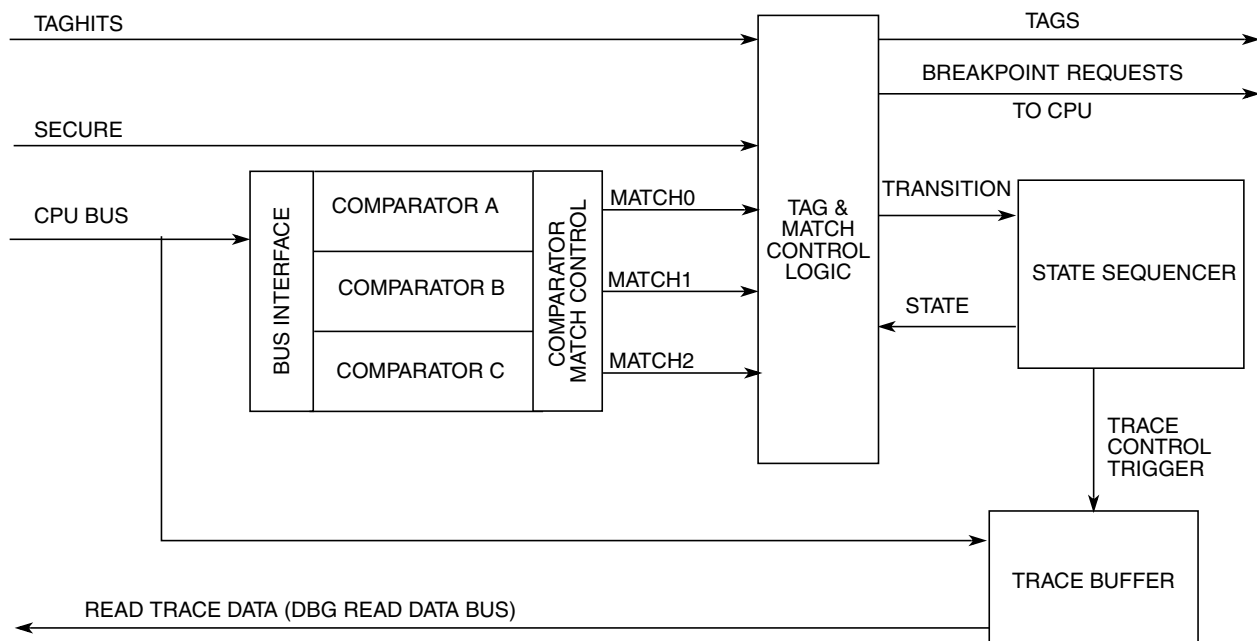 TAGHITS
TAGS
BREAKPOINT REQUESTS
TO CPU
SECURE
CPU BUS
BUS INTERFACE
COMPARATOR A
COMPARATOR B
COMPARATOR C
COMPARATOR
MATCH CONTROL
MATCH0
MATCH1
MATCH2
TAG &
MATCH
CONTROL
LOGIC
TRANSITION
STATE
STATE SEQUENCER
TRACE
CONTROL
TRIGGER
TRACE BUFFER
READ TRACE DATA (DBG READ DATA BUS)